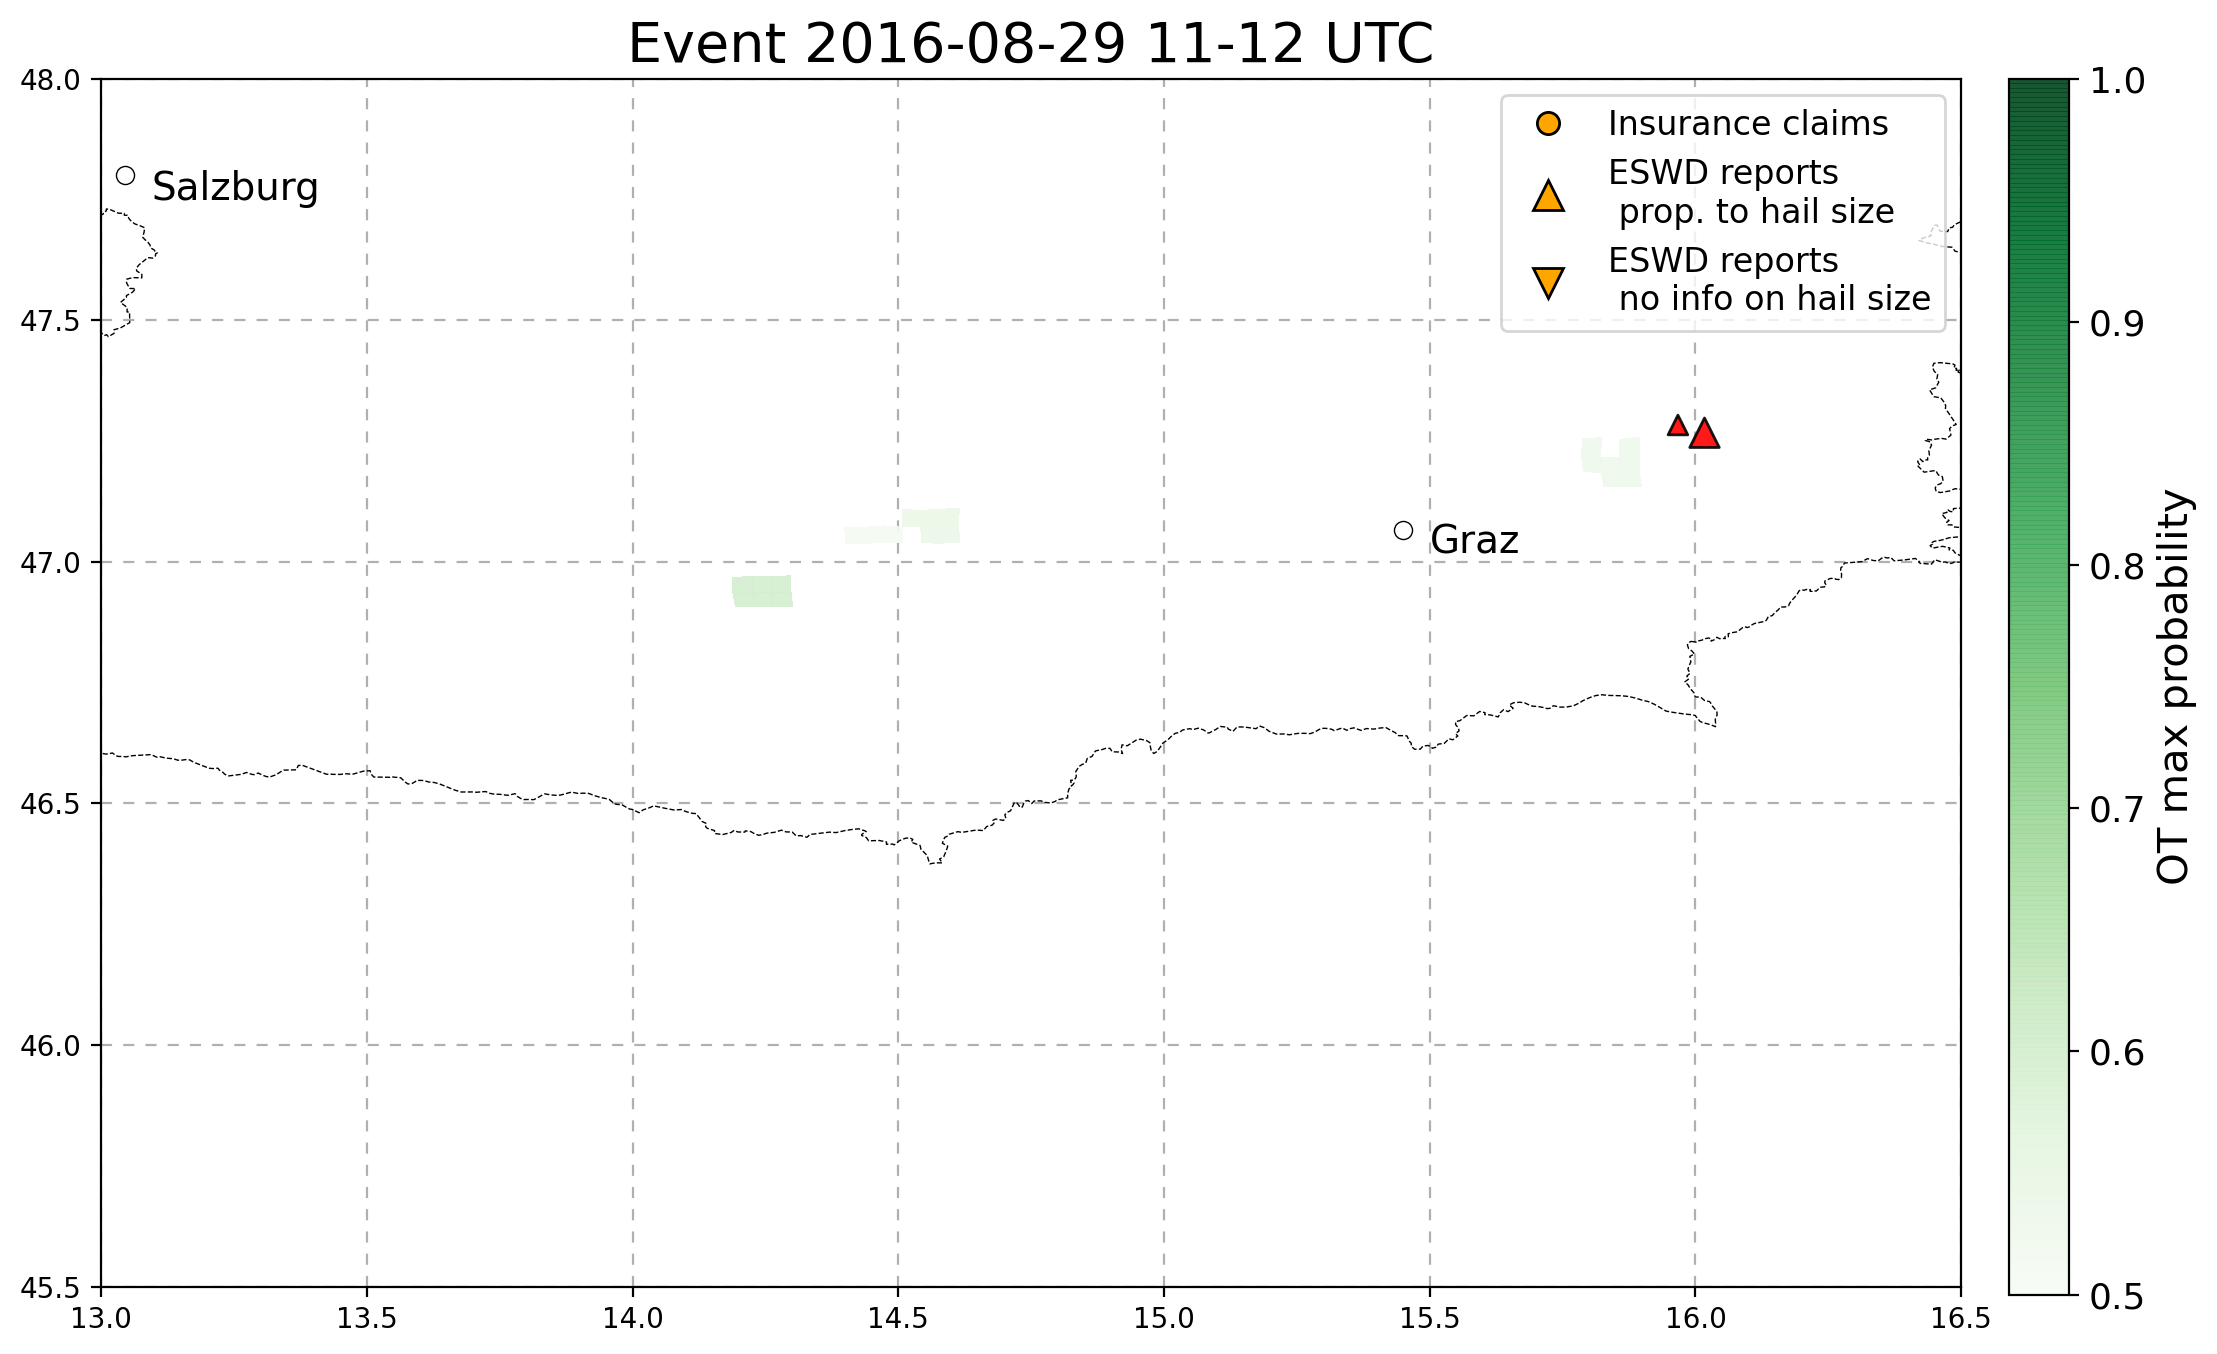 Event 2016-08-29 11-12 UTC
48.0
47.5
47.0
46.5
46.0
45.5
13.0
13.5
14.0
14.5
15.0
15.5
16.0
16.5
Salzburg
Graz
Insurance claims
ESWD reports
prop. to hail size
ESWD reports
no info on hail size
1.0
0.9
0.8
0.7
0.6
0.5
OT max probability